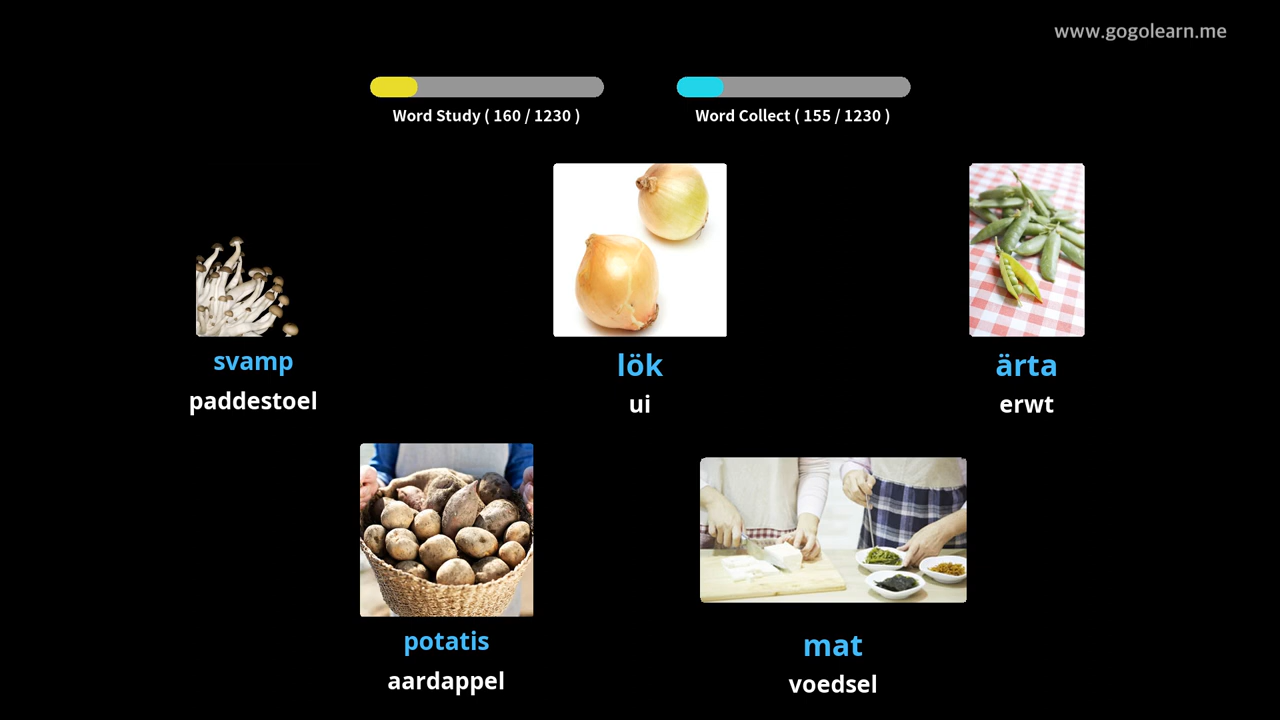 www.gogolearn.me
Word Study ( 160 / 1230 )
Word Collect ( 155 / 1230 )
svamp
paddestoel
lök
ui
ärta
erwt
potatis
aardappel
mat
voedsel